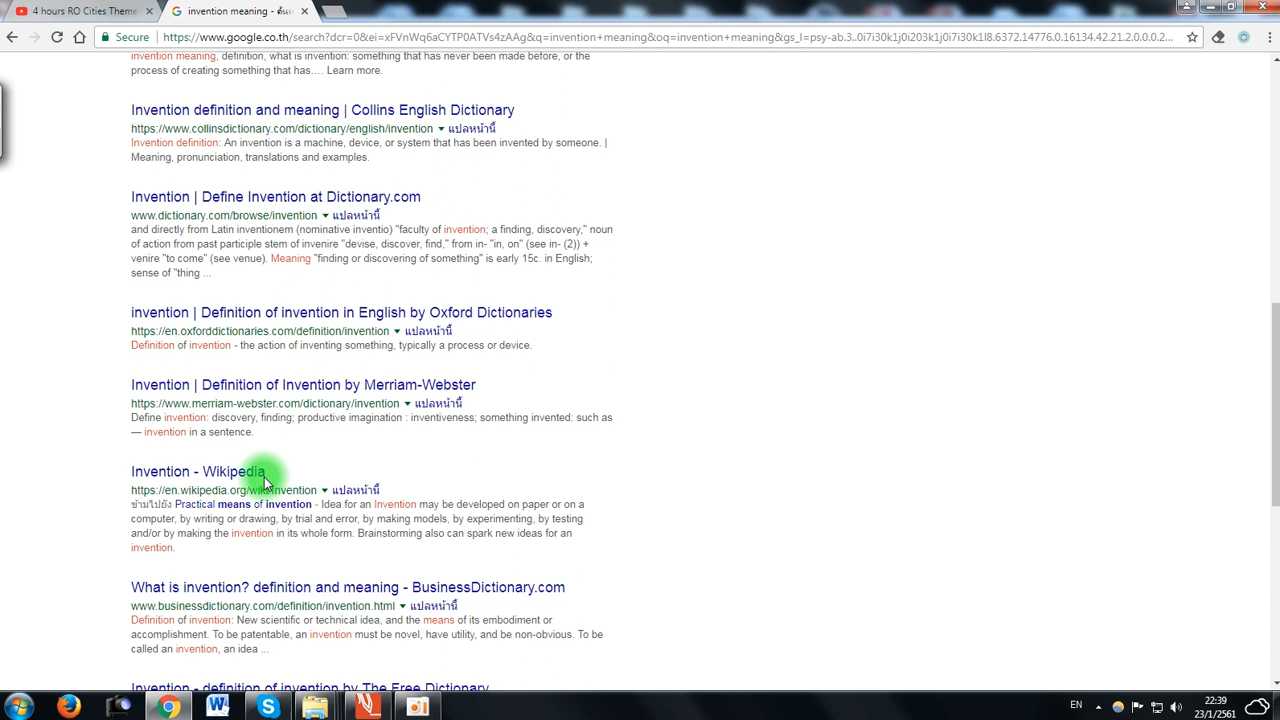 4 hours RO Cities Theme
invention meaning - ค้นห
Secure
https://www.google.co.th/search?dcr=0&ei=xFVnWq6aCYTP0ATVs4zAAg&q=invention+meaning&oq=invention+meaning&gs_l=psy-ab.3..0i7i30k1j0i203k1j0i7i30k1l8.6372.14776.0.16134.42.21.2.0.0.0.2...
invention meaning, definition, what is invention: something that has never been made before, or the
process of creating something that has.... Learn more.
Invention definition and meaning | Collins English Dictionary
https://www.collinsdictionary.com/dictionary/english/invention แปลหน้านี้
Invention definition: An invention is a machine, device, or system that has been invented by someone. |
Meaning, pronunciation, translations and examples.
Invention | Define Invention at Dictionary.com
www.dictionary.com/browse/invention แปลหน้านี้
and directly from Latin inventionem (nominative inventio) "faculty of invention; a finding, discovery," noun
of action from past participle stem of invenire "devise, discover, find," from in- "in, on" (see in- (2)) +
venire "to come" (see venue). Meaning "finding or discovering of something" is early 15c. in English;
sense of "thing ...
invention | Definition of invention in English by Oxford Dictionaries
https://en.oxforddictionaries.com/definition/invention แปลหน้านี้
Definition of invention - the action of inventing something, typically a process or device.
Invention | Definition of Invention by Merriam-Webster
https://www.merriam-webster.com/dictionary/invention แปลหน้านี้
Define invention: discovery, finding; productive imagination : inventiveness; something invented: such as
— invention in a sentence.
Invention - Wikipedia
https://en.wikipedia.org/wiki/Invention แปลหน้านี้
ข้ามไปยัง Practical means of invention - Idea for an Invention may be developed on paper or on a
computer, by writing or drawing, by trial and error, by making models, by experimenting, by testing
and/or by making the invention in its whole form. Brainstorming also can spark new ideas for an
invention.
What is invention? definition and meaning - BusinessDictionary.com
www.businessdictionary.com/definition/invention.html แปลหน้านี้
Definition of invention: New scientific or technical idea, and the means of its embodiment or
accomplishment. To be patentable, an invention must be novel, have utility, and be non-obvious. To be
called an invention, an idea ...
Invention - definition of invention by The Free Dictionary
EN
22:39
23/1/2561